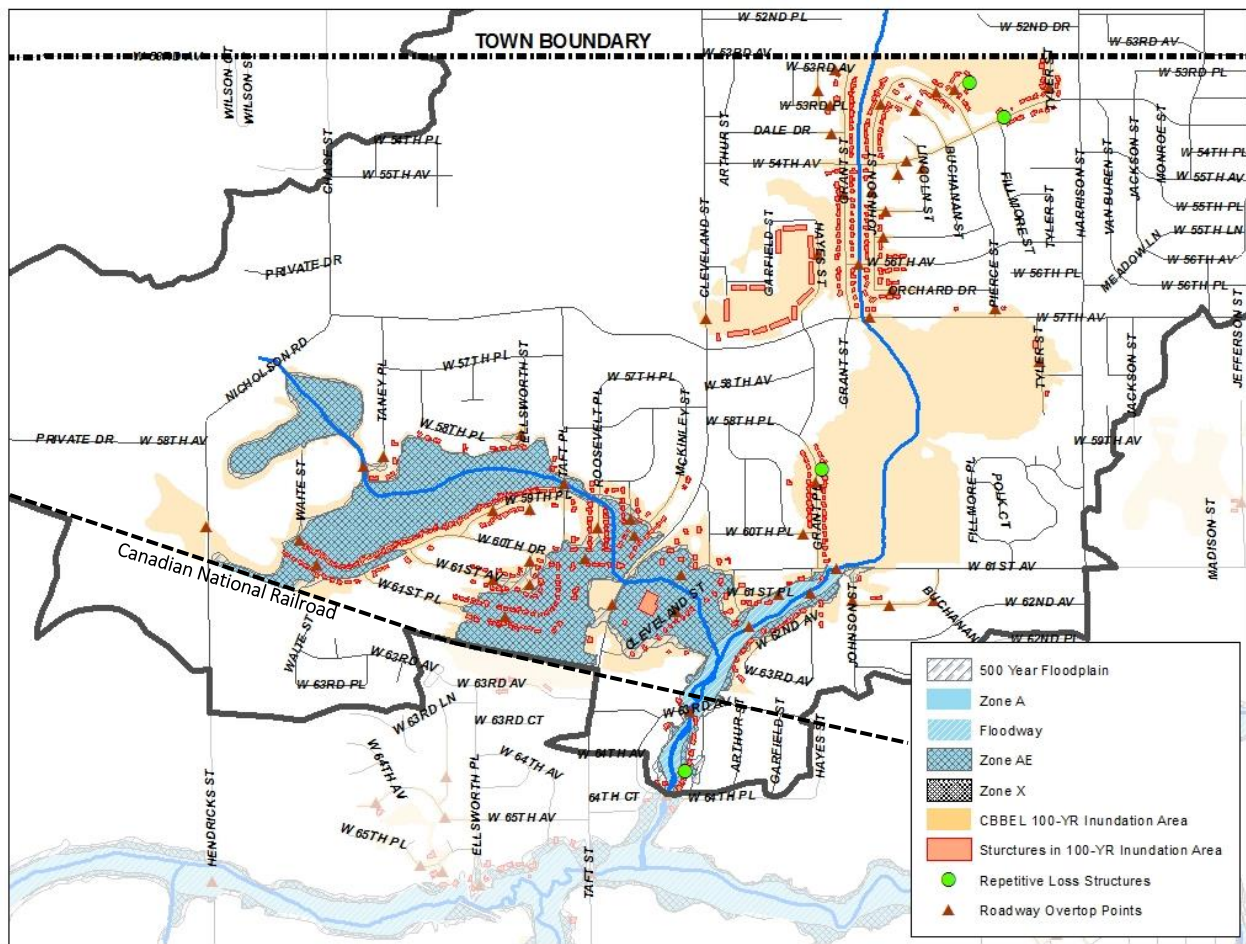 W 52ND PL
W 52ND DR
TOWN BOUNDARY
W 53RD AV
W 53RD AV
W 53RD AV
W 53RD PL
WILSON CT
WILSON ST
TYLER ST
W 53RD PL
DALE DR
ARTHUR ST
GRANT ST
W 54TH PL
CHASE ST
W 54TH AV
LINCOLN ST
BUCHANAN ST
JACKSON ST
MONROE ST
W 54TH PL
W 55TH AV
JOHNSON ST
FILLMORE ST
TYLER ST
HARRISON ST
VAN BUREN ST
W 55TH AV
W 55TH PL
W 55TH LN
CLEVELAND ST
GARFIELD ST
HAYES ST
MEADOW LN
PRIVATE DR
W 56TH AV
PIERCE ST
W 56TH PL
W 56TH AV
W 56TH PL
ORCHARD DR
W 57TH AV
JEFFERSON ST
NICHOLSON RD
TANEY PL
W 57TH PL
ELLSWORTH ST
W 57TH PL
W 58TH AV
GRANT ST
TYLER ST
JACKSON ST
ROOSEVELT PL
MCKINLEY ST
PRIVATE DR
W 58TH AV
W 58TH PL
TAFT PL
W 58TH PL
W 59TH AV
WAITE ST
W 59TH PL
GRANT PL
FILLMORE PL
POLK CT
MADISON ST
Canadian National Railroad
W 60TH DR
W 60TH PL
W 61ST AV
W 61ST AV
W 61ST PL
W 61ST PL
CLEVELAND ST
W 62ND AV
JOHNSON ST
BUCHANAN
W 62ND AV
W 62ND PL
WAITE ST
W 63RD AV
W 63RD AV
W 63RD AV
W 63RD PL
W 63RD LN
W 63RD CT
W 63RD AV
ARTHUR ST
GARFIELD ST
HAYES ST
W 64TH AV
W 64TH AV
W 64TH AV
ELLSWORTH PL
64TH CT
W 64TH PL
W 65TH AV
W 65TH PL
HENDRICKS ST
TAFT ST
500 Year Floodplain
Zone A
Floodway
Zone AE
Zone X
CBBEL 100-YR Inundation Area
Sturctures in 100-YR Inundation Area
Repetitive Loss Structures
Roadway Overtop Points